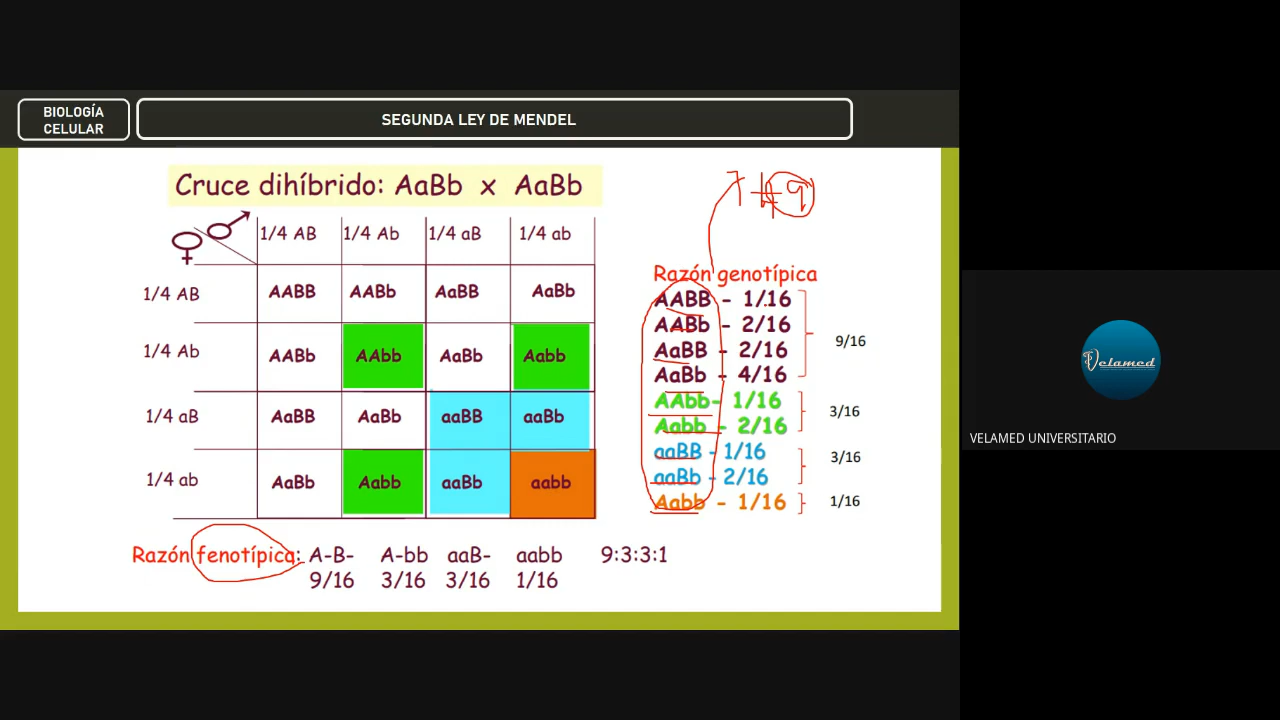 BIOLOGÍA
CELULAR
SEGUNDA LEY DE MENDEL
Cruce dihíbrido: AaBb x AaBb
1/4 AB 1/4 Ab 1/4 aB 1/4 ab
1/4 AB AABB AABb AaBB AaBb
1/4 Ab AABb AAbb AaBb Aabb
1/4 aB AaBB AaBb aaBB aaBb
1/4 ab AaBb Aabb aaBb aabb
9
Razón genotípica
AABB - 1/16
AABb - 2/16
AaBB - 2/16
AaBb - 4/16
9/16
AAbb- 1/16
Aabb - 2/16
3/16
aaBB - 1/16
aaBb - 2/16
3/16
Aabb - 1/16
1/16
Razón fenotípica: A-B- A-bb aaB- aabb 9:3:3:1
9/16 3/16 3/16 1/16
Velamed
VELAMED UNIVERSITARIO